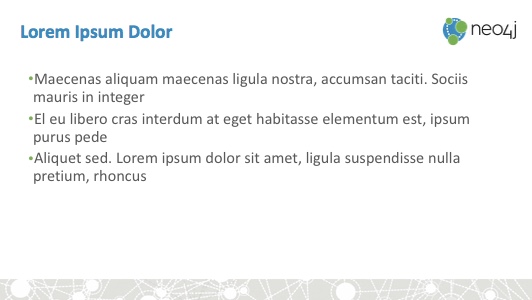 Lorem Ipsum Dolor
neo4j
•Maecenas aliquam maecenas ligula nostra, accumsan taciti. Sociis
mauris in integer
•El eu libero cras interdum at eget habitasse elementum est, ipsum
purus pede
•Aliquet sed. Lorem ipsum dolor sit amet, ligula suspendisse nulla
pretium, rhoncus